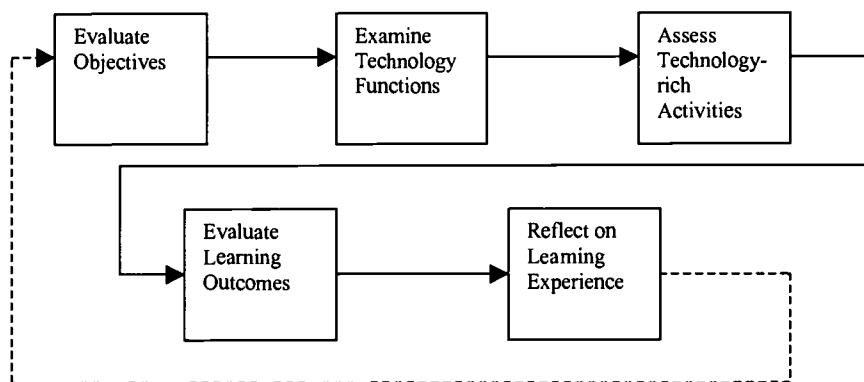 Evaluate
Objectives
Examine
Technology
Functions
Assess
Technology-
rich
Activities
Evaluate
Learning
Outcomes
Reflect on
Learning
Experience